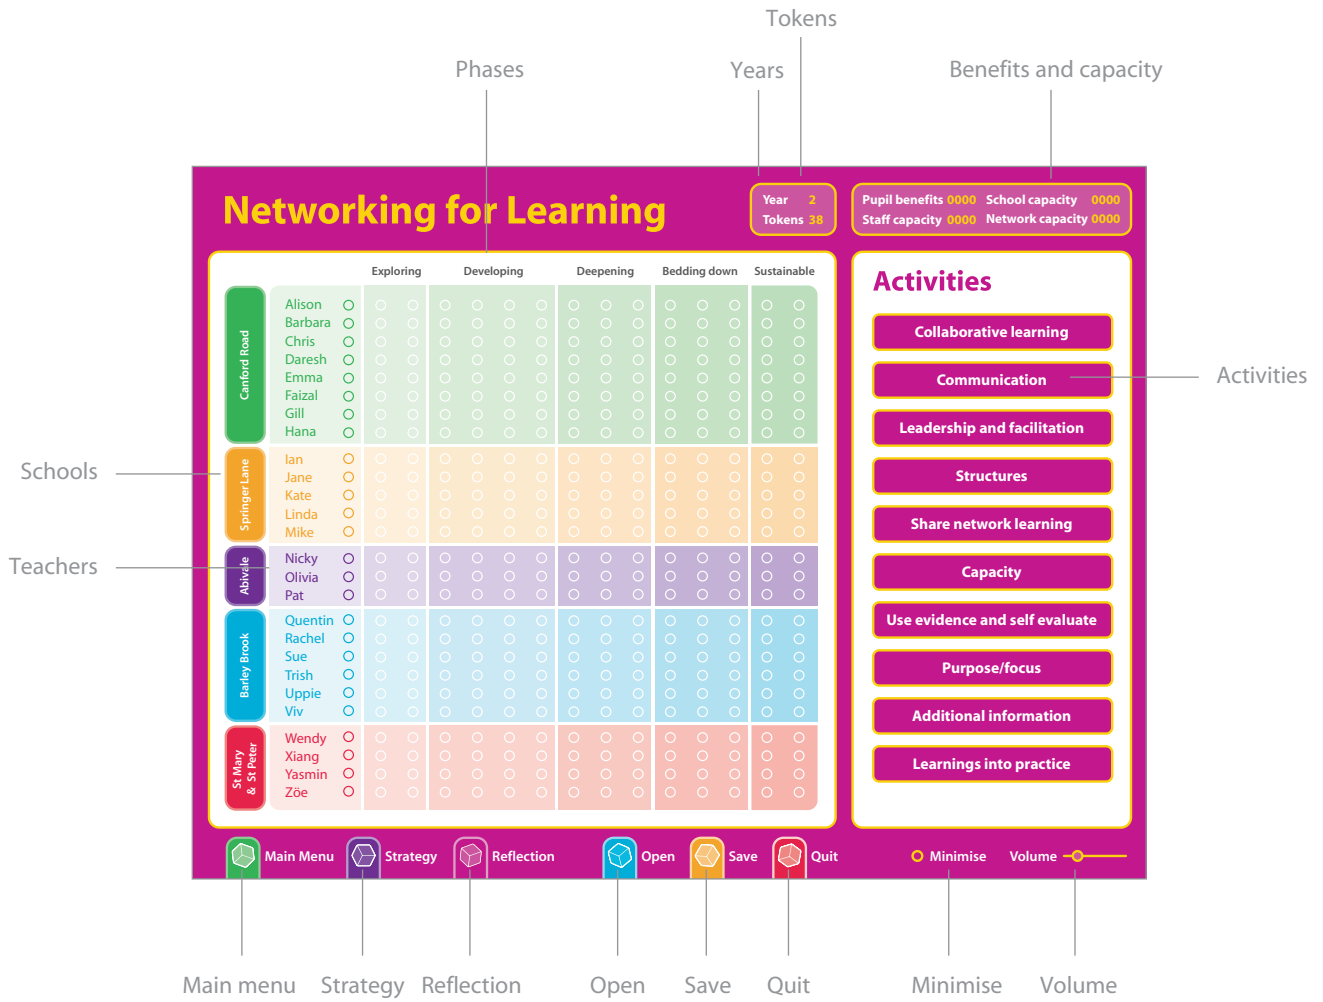 Tokens
Phases
Years
Benefits and capacity
Networking for Learning
Year 2
Tokens 38
Pupil benefits 0000 School capacity 0000
Staff capacity 0000 Network capacity 0000
Exploring Developing Deepening Bedding down Sustainable
Canford Road
Alison
Barbara
Chris
Daresh
Emma
Faizal
Gill
Hana
Springer Lane
Ian
Jane
Kate
Linda
Mike
Abivale
Nicky
Olivia
Pat
Barley Brook
Quentin
Rachel
Sue
Trish
Uppie
Viv
St Mary
& St Peter
Wendy
Xiang
Yasmin
Zöe
Activities
Collaborative learning
Communication
Leadership and facilitation
Structures
Share network learning
Capacity
Use evidence and self evaluate
Purpose/focus
Additional information
Learnings into practice
Activities
Schools
Teachers
Main Menu Strategy Reflection Open Save Quit Minimise Volume
Main menu Strategy Reflection Open Save Quit Minimise Volume